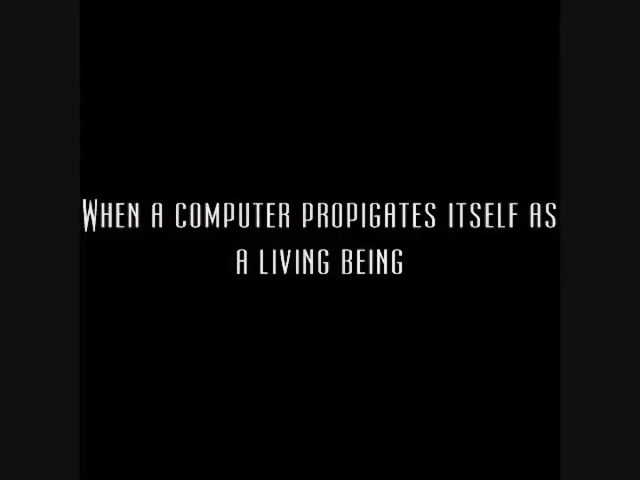 When a computer propigates itself as
a living being